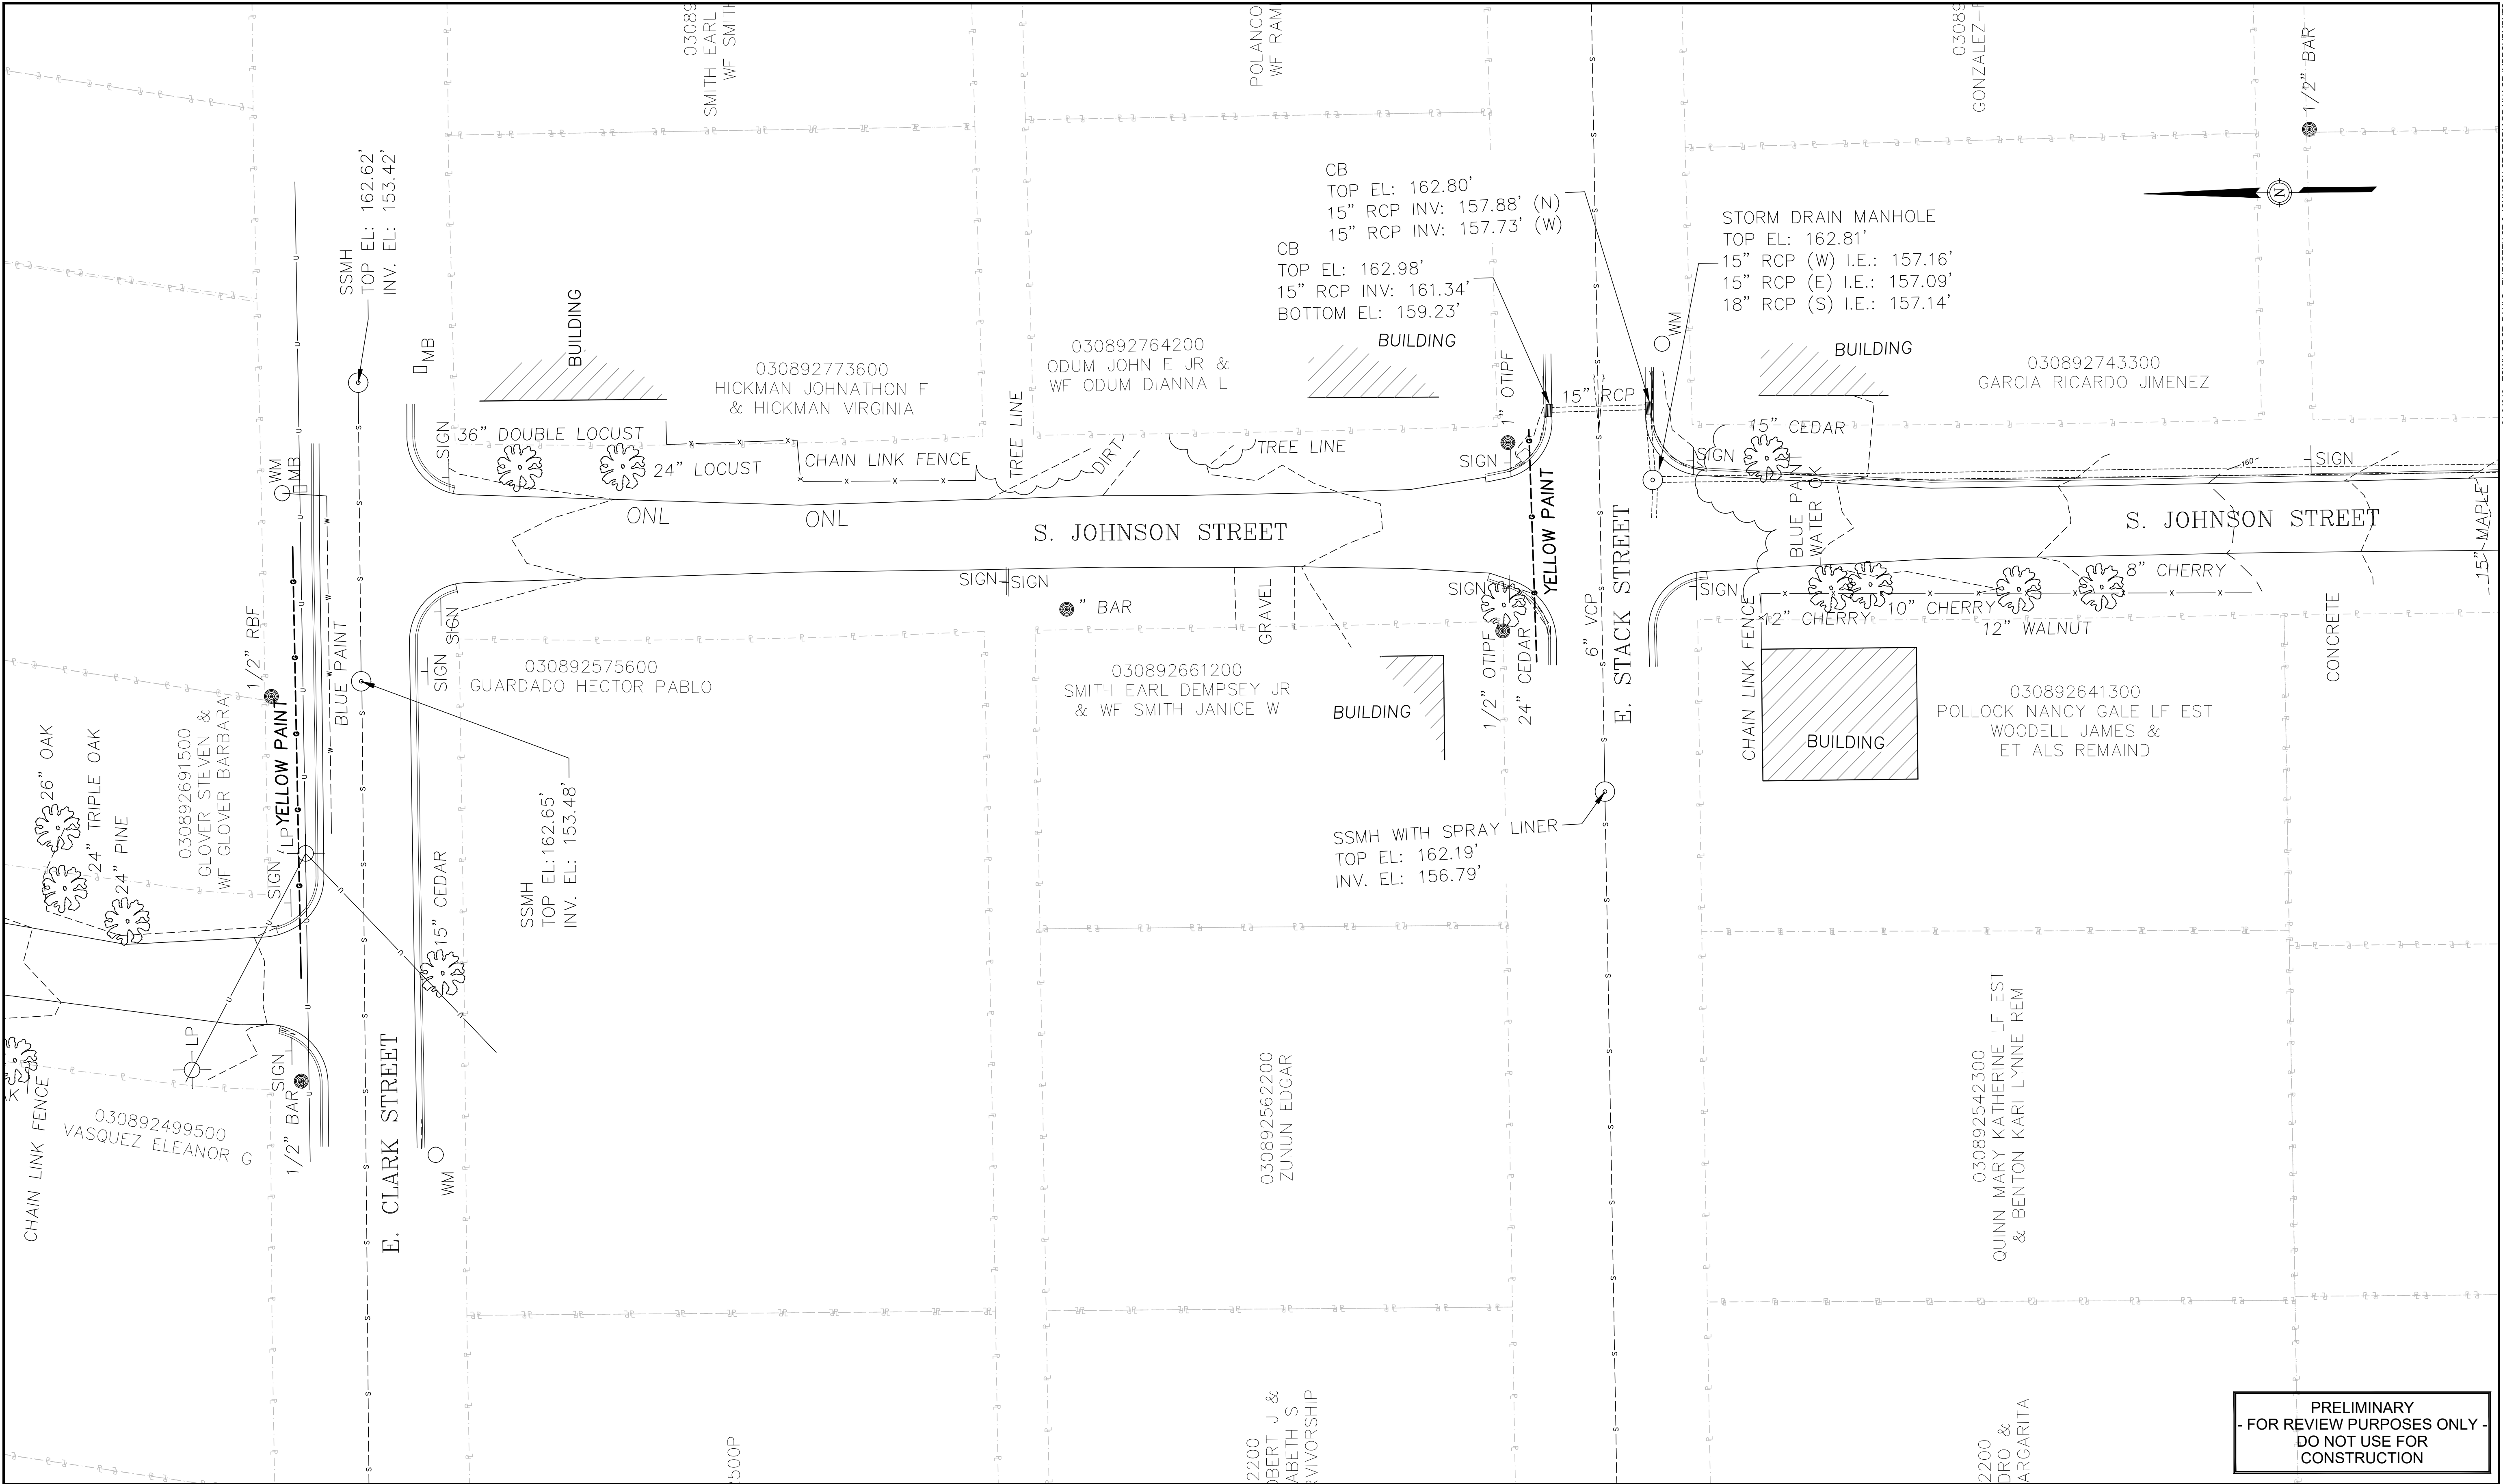 SMITH EARL
WF SMITH
POLANCO
WF RAMI
GONZALEZ-
1/2" BAR
SSMH
TOP EL: 162.62'
INV. EL: 153.42'
CB
TOP EL: 162.80'
15" RCP INV: 157.88' (N)
15" RCP INV: 157.73' (W)
CB
TOP EL: 162.98'
15" RCP INV: 161.34'
BOTTOM EL: 159.23'
STORM DRAIN MANHOLE
TOP EL: 162.81'
15" RCP (W) I.E.: 157.16'
15" RCP (E) I.E.: 157.09'
18" RCP (S) I.E.: 157.14'
N
BUILDING
MB
030892773600
HICKMAN JOHNATHON F
& HICKMAN VIRGINIA
030892764200
ODUM JOHN E JR &
WF ODUM DIANNA L
BUILDING
WM
BUILDING
030892743300
GARCIA RICARDO JIMENEZ
1" OTIPF
15" RCP
SIGN
36" DOUBLE LOCUST
24" LOCUST
CHAIN LINK FENCE
TREE LINE
DIRT
TREE LINE
SIGN
SIGN
15" CEDAR
160
SIGN
WM
MB
ONL
ONL
S. JOHNSON STREET
YELLOW PAINT
E. STACK STREET
BLUE PAIN
WATER OK
S. JOHNSON STREET
15" MAPLE
SIGN
SIGN
SIGN
SIGN
8" CHERRY
12" CHERRY
10" CHERRY
12" WALNUT
CONCRETE
CHAIN LINK FENCE
" BAR
GRAVEL
1/2" OTIPF
24" CEDAR
6" VCP
1/2" RBF
YELLOW PAINT
BLUE PAINT
SIGN
SIGN
030892575600
GUARDADO HECTOR PABLO
030892661200
SMITH EARL DEMPSEY JR
& WF SMITH JANICE W
BUILDING
BUILDING
030892641300
POLLOCK NANCY GALE LF EST
WOODELL JAMES &
ET ALS REMAIND
26" OAK
24" TRIPLE OAK
24" PINE
030892691500
GLOVER STEVEN &
WF GLOVER BARBARA
SIGN
LP
15" CEDAR
SSMH
TOP EL:162.65'
INV. EL: 153.48'
SSMH WITH SPRAY LINER
TOP EL: 162.19'
INV. EL: 156.79'
LP
SIGN
1/2" BAR
CHAIN LINK FENCE
030892499500
VASQUEZ ELEANOR G
E. CLARK STREET
WM
030892562200
ZUNUN EDGAR
030892542300
QUINN MARY KATHERINE LF EST
& BENTON KARI LYNNE REM
2500P
2200
OBERT J &
ABETH S
RVIVORSHIP
2200
DRO &
ARGARITA
PRELIMINARY
- FOR REVIEW PURPOSES ONLY -
DO NOT USE FOR
CONSTRUCTION